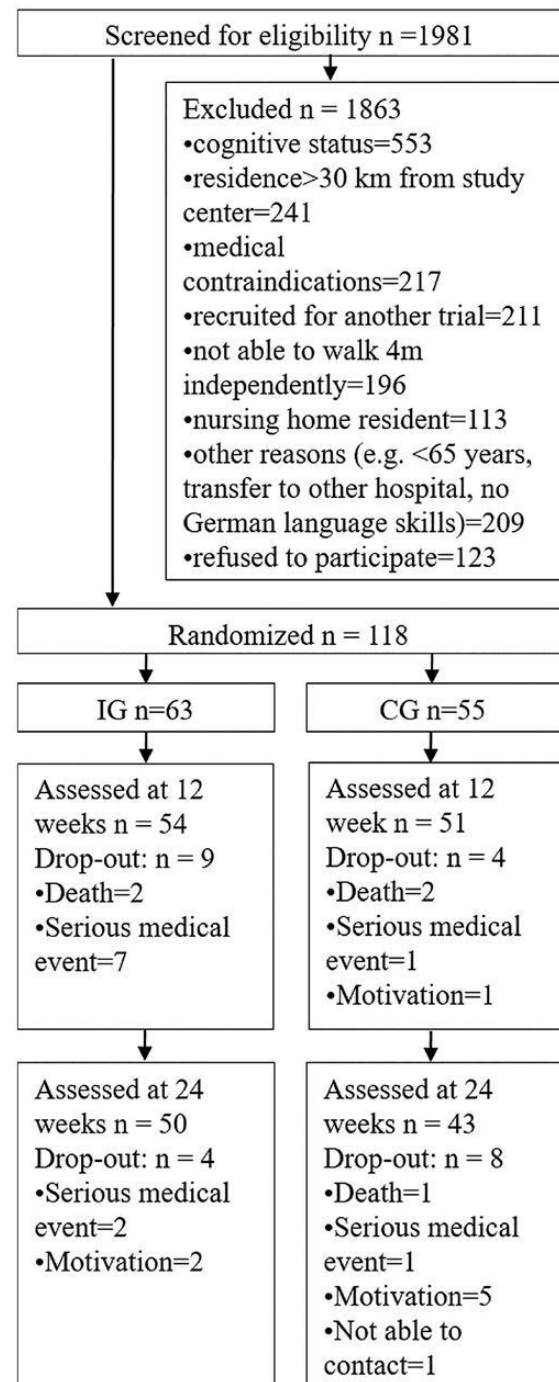 Screened for eligibility n =1981
Excluded n = 1863
•cognitive status=553
•residence>30 km from study
center=241
•medical
contraindications=217
•recruited for another trial=211
•not able to walk 4m
independently=196
•nursing home resident=113
•other reasons (e.g. <65 years,
transfer to other hospital, no
German language skills)=209
•refused to participate=123
Randomized n = 118
IG n=63
CG n=55
Assessed at 12
weeks n = 54
Drop-out: n = 9
•Death=2
•Serious medical
event=7
Assessed at 12
week n = 51
Drop-out: n = 4
•Death=2
•Serious medical
event=1
•Motivation=1
Assessed at 24
weeks n = 50
Drop-out: n = 4
•Serious medical
event=2
•Motivation=2
Assessed at 24
weeks n = 43
Drop-out: n = 8
•Death=1
•Serious medical
event=1
•Motivation=5
•Not able to
contact=1